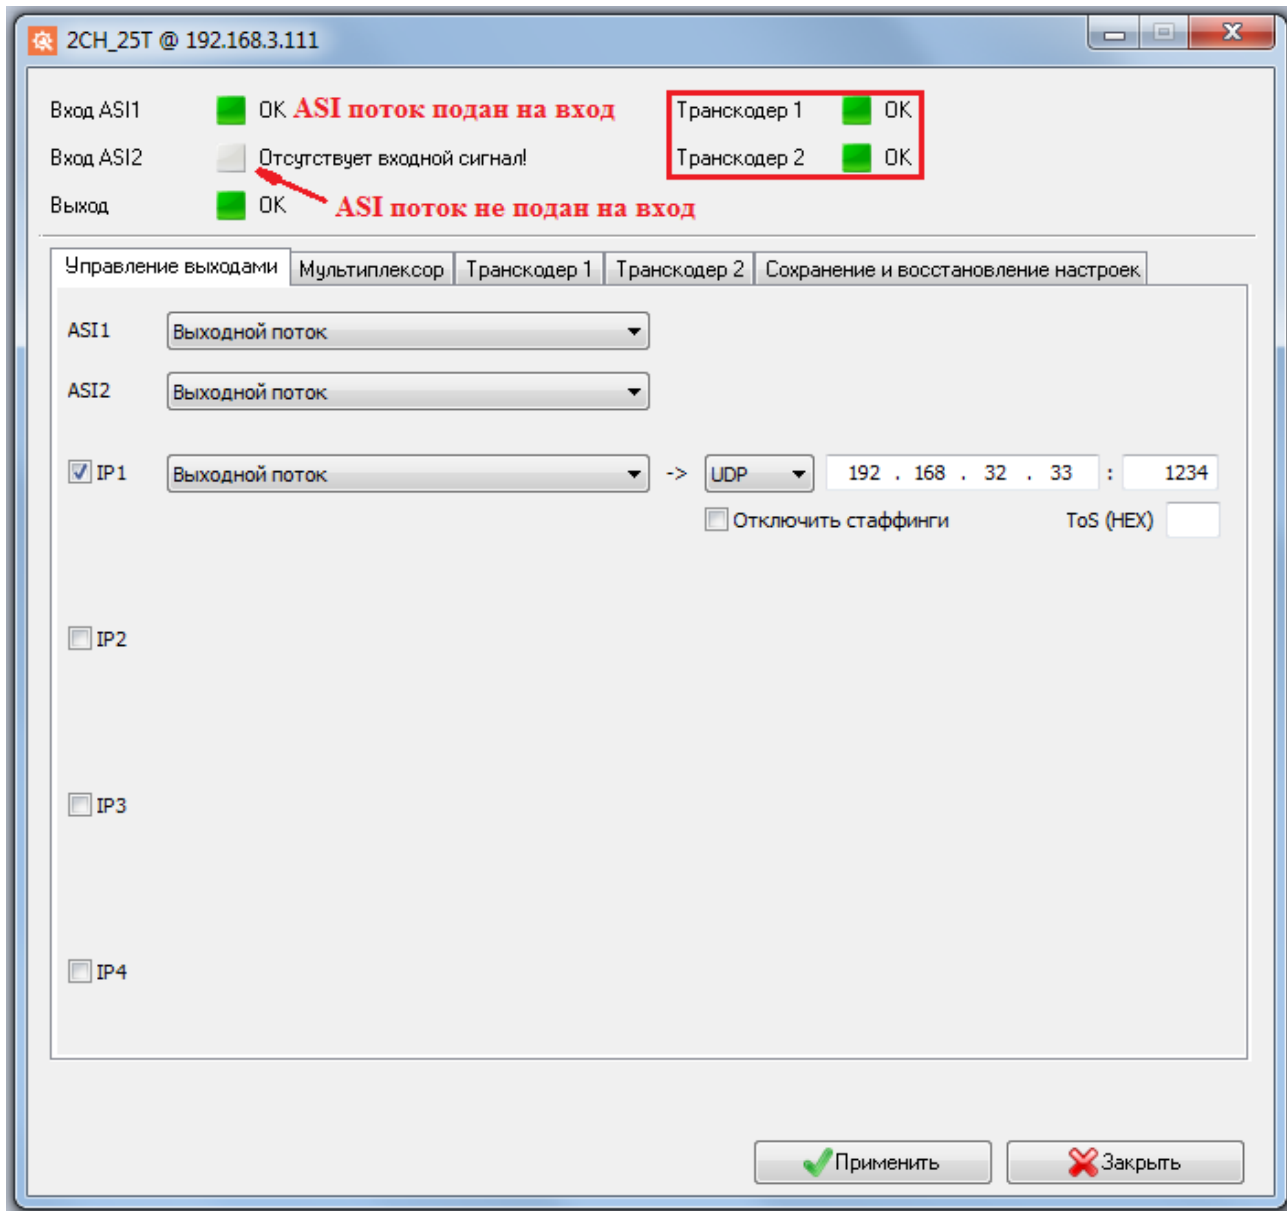 2CH_25T @ 192.168.3.111
Вход ASI1 OK ASI поток подан на вход Транскодер 1 OK
Вход ASI2 Отсутствует входной сигнал! Транскодер 2 OK
Выход OK ASI поток не подан на вход
Управление выходами Мультиплексор Транскодер 1 Транскодер 2 Сохранение и восстановление настроек
ASI1 Выходной поток
ASI2 Выходной поток
IP1 Выходной поток -> UDP 192 . 168 . 32 . 33 : 1234
Отключить стаффинги ToS (HEX)
IP2
IP3
IP4
Применить Закрыть